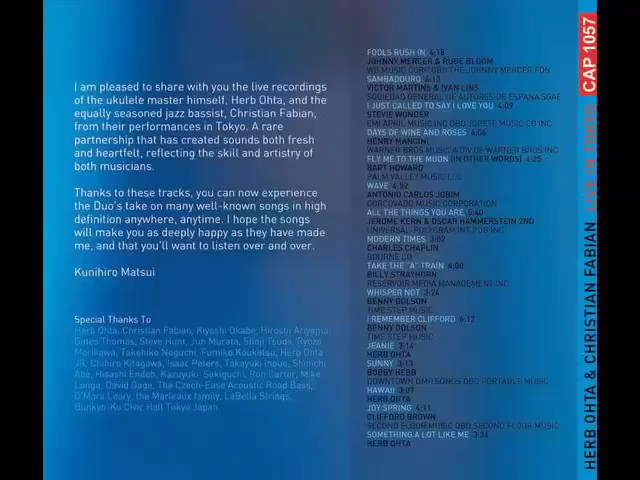 I am pleased to share with you the live recordings
of the ukulele master himself, Herb Ohta, and the
equally seasoned jazz bassist, Christian Fabian,
from their performances in Tokyo. A rare
partnership that has created sounds both fresh
and heartfelt, reflecting the skill and artistry of
both musicians.
Thanks to these tracks, you can now experience
the Duo's take on many well-known songs in high
definition anywhere, anytime. I hope the songs
will make you as deeply happy as they have made
me, and that you'll want to listen over and over.
Kunihiro Matsui
Special Thanks To
Herb Ohta, Christian Fabian, Kiyoshi Okabe, Hiroshi Ariyama
Gates Thomas, Steve Hunt, Jun Murata, Shoji Tsuda, Ryozo
Morikawa, Takehiko Noguchi, Fumiko Kouketsu, Herb Ohta
JR, Chihiro Kitagawa, Isaac Peters, Takayuki Inoue, Shinichi
Abe, Hisashi Endoh, Kazuyuki Sekiguchi, Ron Carter, Mike
Longo, David Gage, The Czech-Ease Acoustic Road Bass,
O'Mara Leary, the Marleaux family, LaBella Strings,
Bunkyo-Ku Civic Hall Tokyo Japan.
FOOLS RUSH IN 4:18
JOHNNY MERCER & RUBE BLOOM
WB MUSIC CORP OBO THE JOHNNY MERCER FON
SAMBADOURO 4:13
VICTOR MARTINS & IVAN LINS
SOCIEDAD GENERAL DE AUTORES DE ESPANA SGAE
I JUST CALLED TO SAY I LOVE YOU 4:09
STEVIE WONDER
EMI APRIL MUSIC INC OBO JOBETE MUSIC CO INC
DAYS OF WINE AND ROSES 6:06
HENRY MANCINI
WARNER BROS MUSIC A DIV OF WARNER BROS INC
FLY ME TO THE MOON (IN OTHER WORDS) 4:25
BART HOWARD
PALM VALLEY MUSIC LLC
WAVE 4:52
ANTONIO CARLOS JOBIM
CORCOVADO MUSIC CORPORATION
ALL THE THINGS YOU ARE 5:40
JEROME KERN & OSCAR HAMMERSTEIN 2ND
UNIVERSAL-POLYGRAM INT PUB INC
MODERN TIMES 3:02
CHARLES CHAPLIN
BOURNE CO
TAKE THE "A" TRAIN 4:00
BILLY STRAYHORN
RESERVOIR MEDIA MANAGEMENT INC
WHISPER NOT 3:24
BENNY GOLSON
TIME STEP MUSIC
I REMEMBER CLIFFORD 6:12
BENNY GOLSON
TIME STEP MUSIC
JEANIE 3:14
HERB OHTA
SUNNY 3:13
BOBBY HEBB
DOWNTOWN DMP SONGS OBO PORTABLE MUSIC
HAWAII 3:07
HERB OHTA
JOY SPRING 4:11
CLIFFORD BROWN
SECOND FLOOR MUSIC OBO SECOND FLOOR MUSIC
SOMETHING A LOT LIKE ME 3:34
HERB OHTA
HERB OHTA & CHRISTIAN FABIAN LIVE IN TOKYO CAP 1057